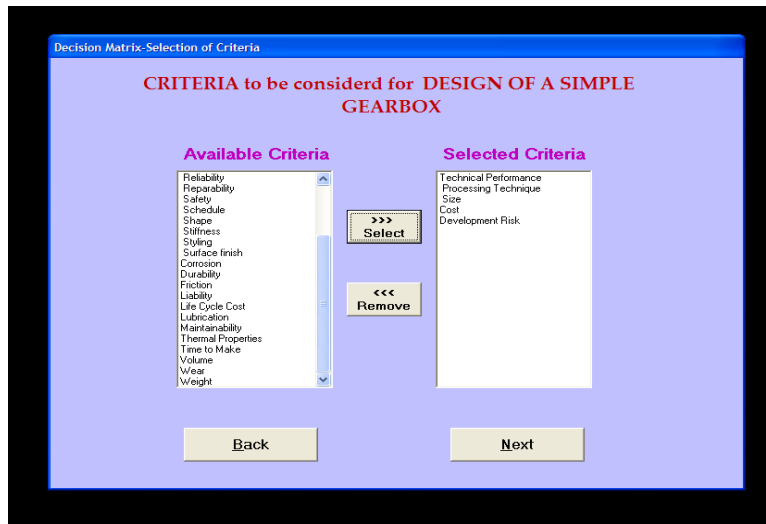 Decision Matrix-Selection of Criteria
CRITERIA to be considerd for DESIGN OF A SIMPLE
GEARBOX
Available Criteria
Reliability
Reparability
Safety
Schedule
Shape
Stiffness
Styling
Surface finish
Corrosion
Durability
Friction
Liability
Life Cycle Cost
Lubrication
Maintainability
Thermal Properties
Time to Make
Volume
Wear
Weight
>>>
Select
<<<
Remove
Selected Criteria
Technical Performance
Processing Technique
Size
Cost
Development Risk
Back
Next